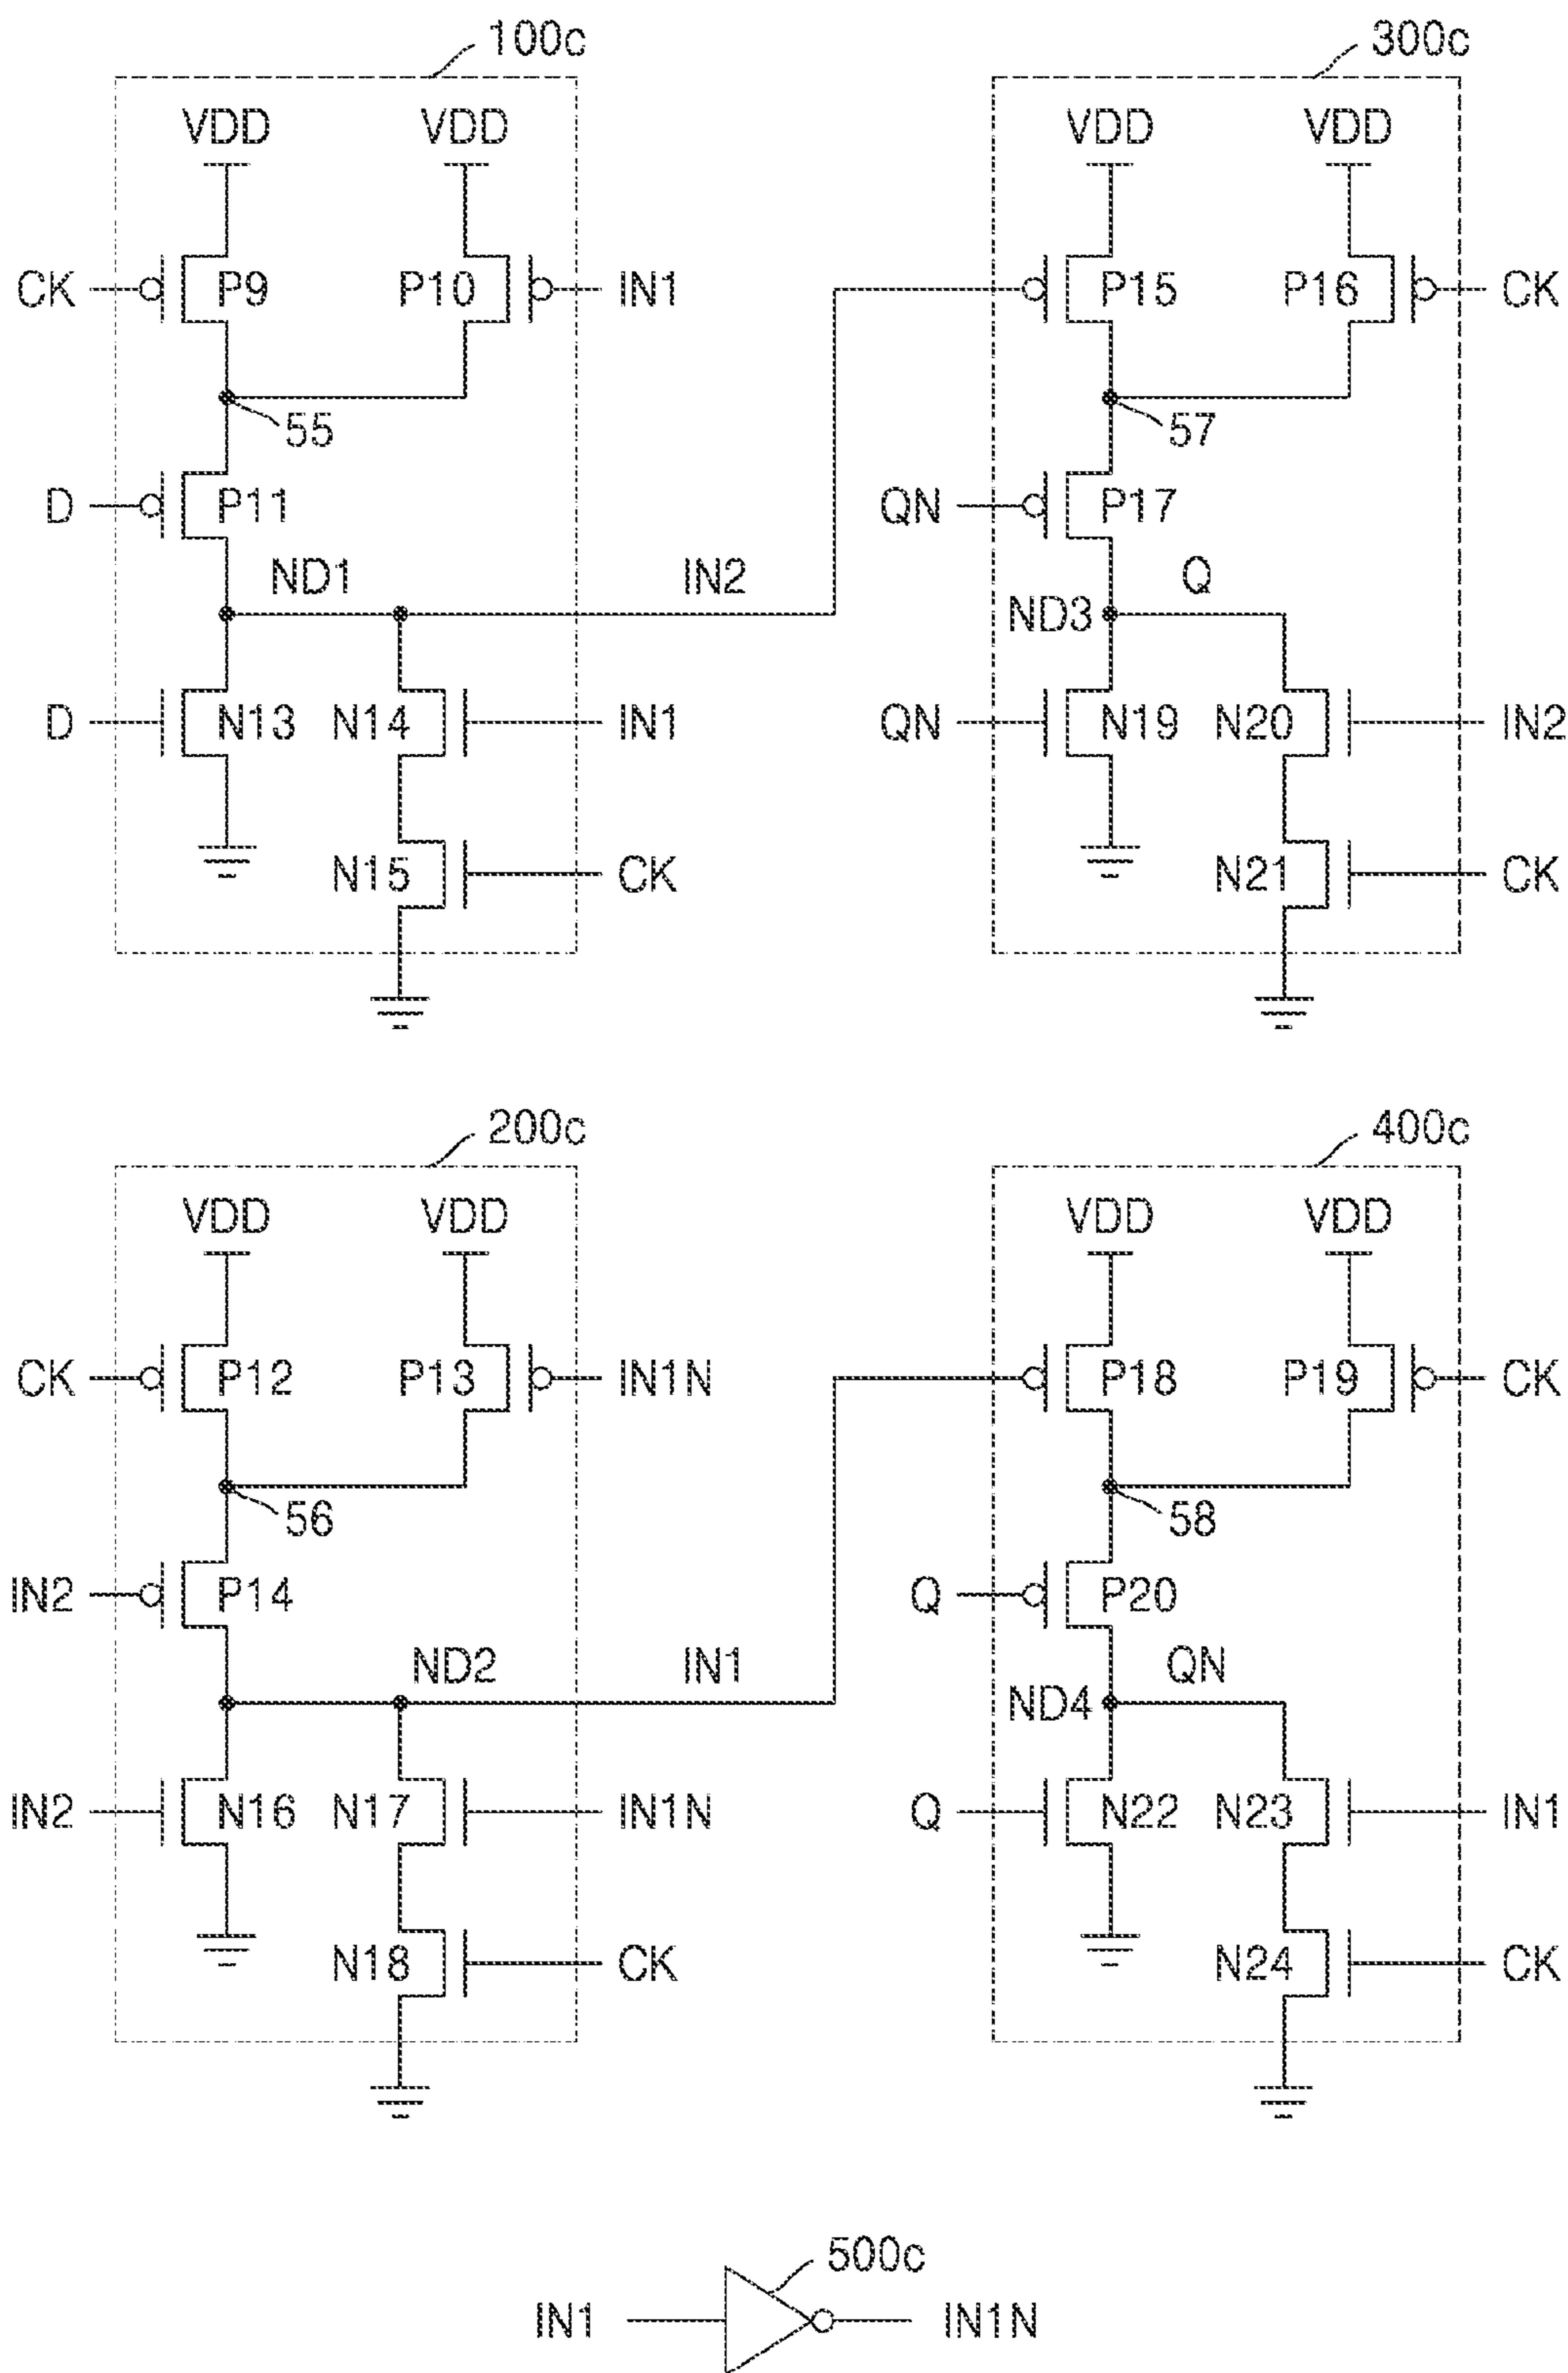 100c
300c
VDD VDD VDD VDD
CK P9 P10 IN1 P15 P16 CK
55 57
D P11 QN P17
ND1 IN2 ND3 Q
D N13 N14 IN1 QN N19 N20 IN2
N15 CK N21 CK
200c
400c
VDD VDD VDD VDD
CK P12 P13 IN1N P18 P19 CK
56 58
IN2 P14 Q P20
ND2 IN1 ND4 QN
IN2 N16 N17 IN1N Q N22 N23 IN1
N18 CK N24 CK
500c
IN1 IN1N